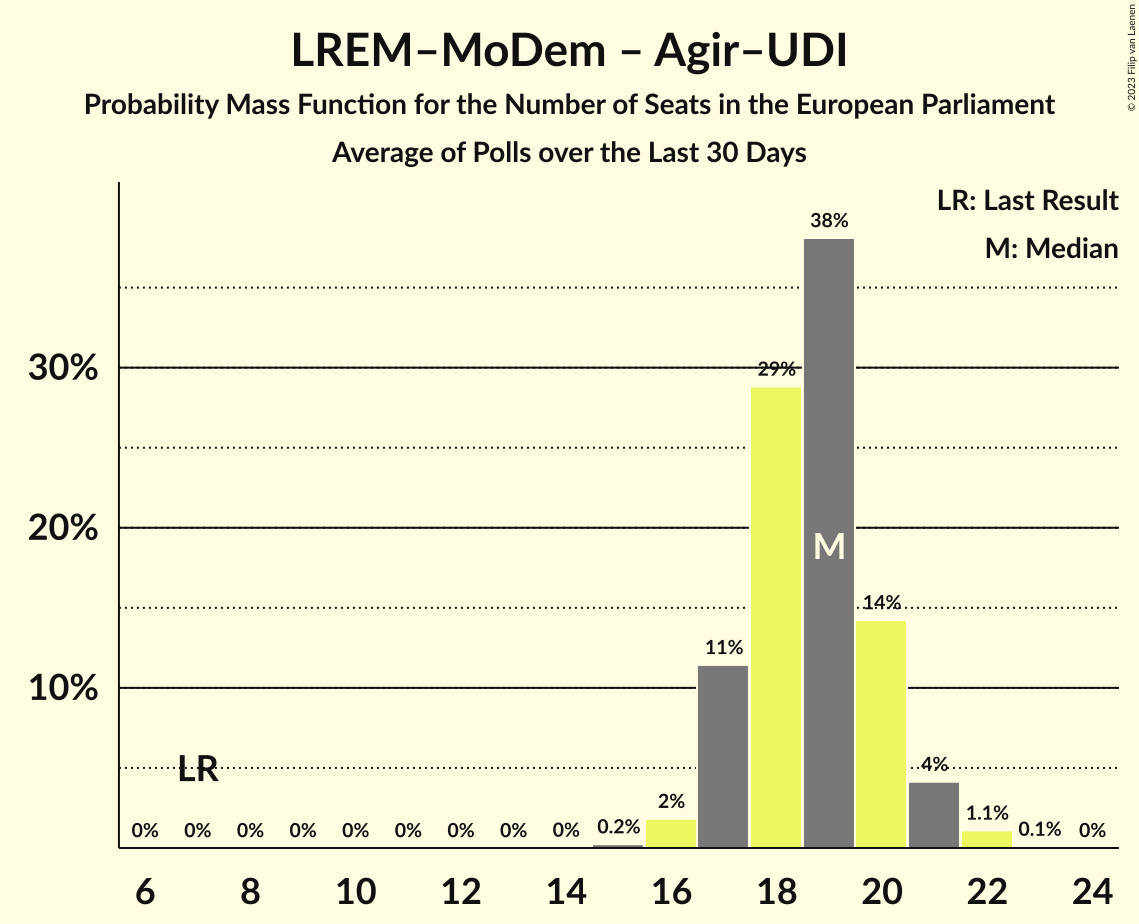 LREM–MoDem – Agir–UDI
Probability Mass Function for the Number of Seats in the European Parliament
Average of Polls over the Last 30 Days
© 2023 Filip van Laenen
LR: Last Result
M: Median
38%
30%
29%
M
20%
14%
11%
10%
LR
4%
2%
1.1%
0% 0% 0% 0% 0% 0% 0% 0% 0% 0.2% 0.1% 0%
6 8 10 12 14 16 18 20 22 24